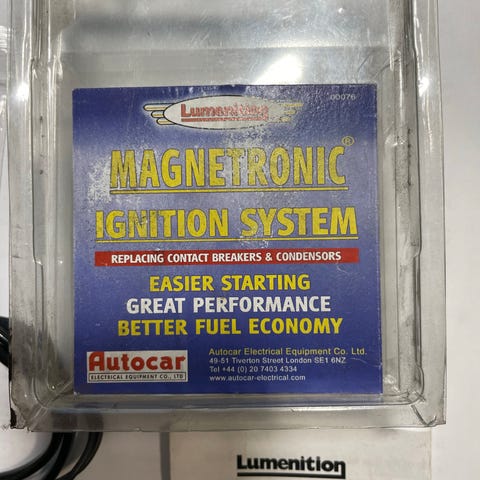 Lumenition
00076
MAGNETRONIC®
IGNITION SYSTEM
REPLACING CONTACT BREAKERS & CONDENSORS
EASIER STARTING
GREAT PERFORMANCE
BETTER FUEL ECONOMY
Autocar
ELECTRICAL EQUIPMENT CO., LTD
Autocar Electrical Equipment Co. Ltd.
49-51 Tiverton Street London SE1 6NZ
Tel +44 (0) 20 7403 4334
www.autocar-electrical.com
Lumenition